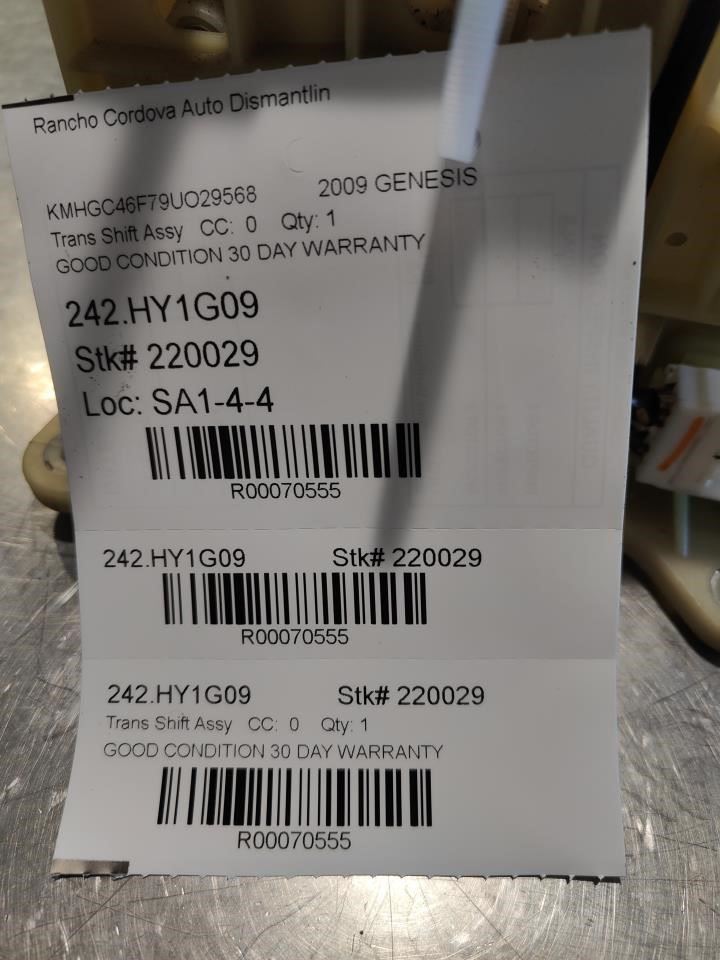 Rancho Cordova Auto Dismantlin
KMHGC46F79UO29568 2009 GENESIS
Trans Shift Assy CC: 0 Qty: 1
GOOD CONDITION 30 DAY WARRANTY
242.HY1G09
Stk# 220029
Loc: SA1-4-4
R00070555
242.HY1G09 Stk# 220029
R00070555
242.HY1G09 Stk# 220029
Trans Shift Assy CC: 0 Qty: 1
GOOD CONDITION 30 DAY WARRANTY
R00070555